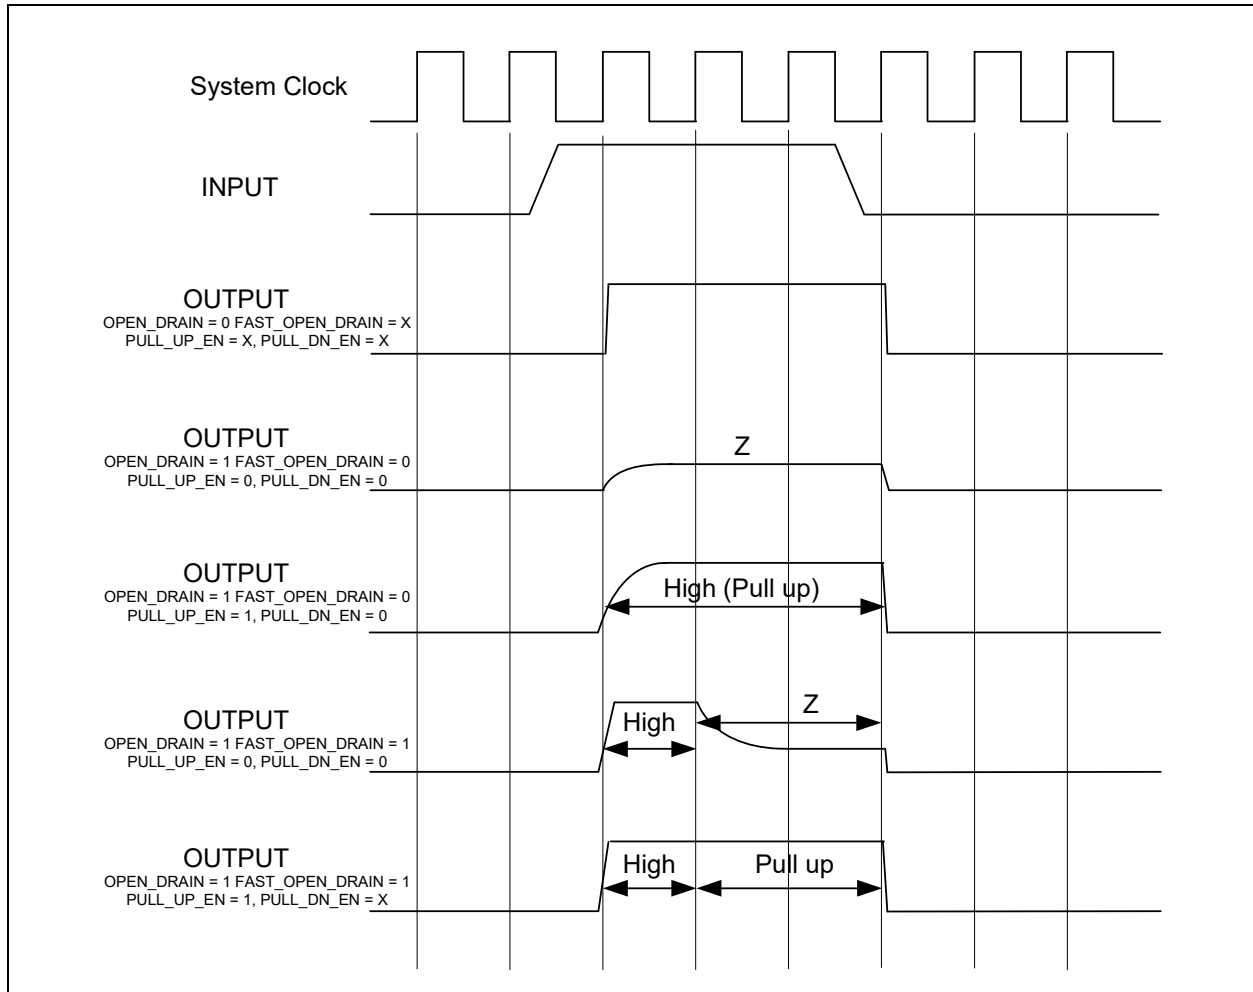 System Clock
INPUT
OUTPUT
OPEN_DRAIN = 0 FAST_OPEN_DRAIN = X
PULL_UP_EN = X, PULL_DN_EN = X
OUTPUT
OPEN_DRAIN = 1 FAST_OPEN_DRAIN = 0
PULL_UP_EN = 0, PULL_DN_EN = 0
Z
OUTPUT
OPEN_DRAIN = 1 FAST_OPEN_DRAIN = 0
PULL_UP_EN = 1, PULL_DN_EN = 0
High (Pull up)
OUTPUT
OPEN_DRAIN = 1 FAST_OPEN_DRAIN = 1
PULL_UP_EN = 0, PULL_DN_EN = 0
High
Z
OUTPUT
OPEN_DRAIN = 1 FAST_OPEN_DRAIN = 1
PULL_UP_EN = 1, PULL_DN_EN = X
High
Pull up